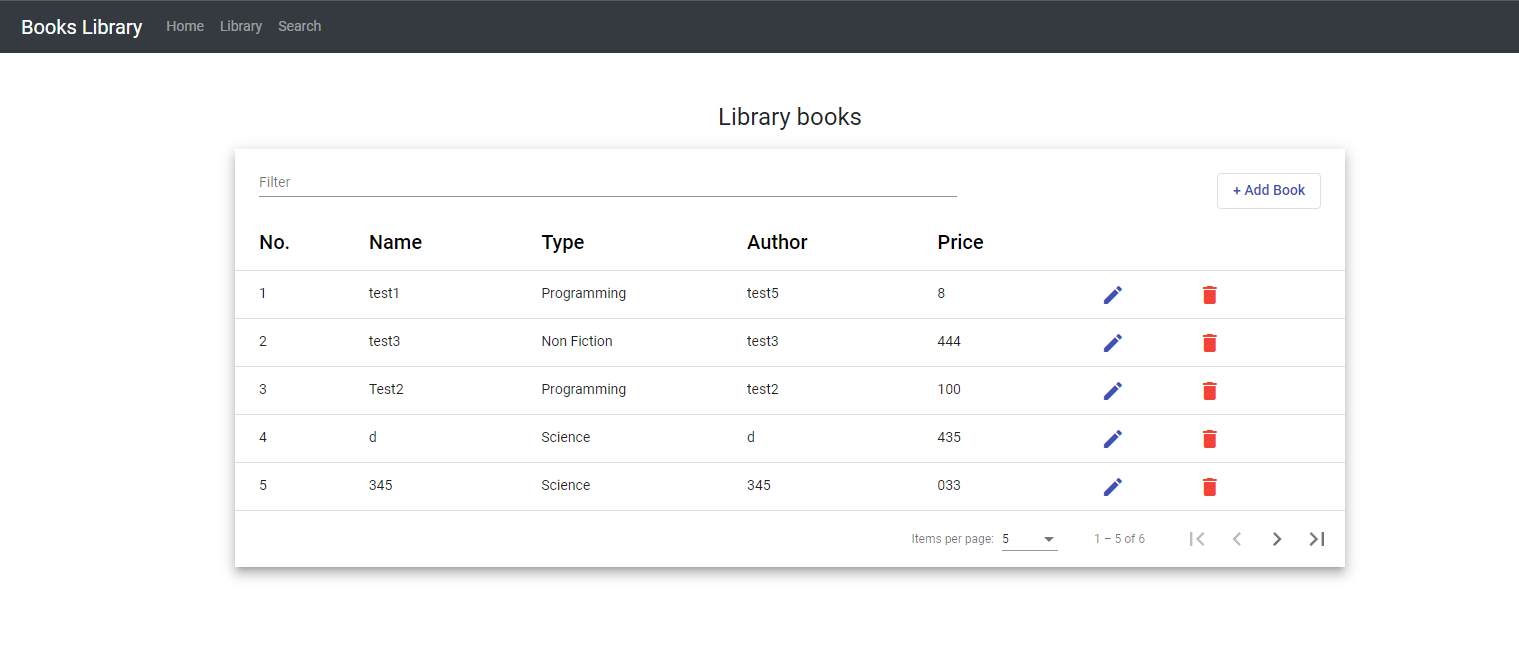 Books Library Home Library Search
Library books
Filter
+ Add Book
No. Name Type Author Price
1 test1 Programming test5 8
2 test3 Non Fiction test3 444
3 Test2 Programming test2 100
4 d Science d 435
5 345 Science 345 033
Items per page: 5 1 – 5 of 6